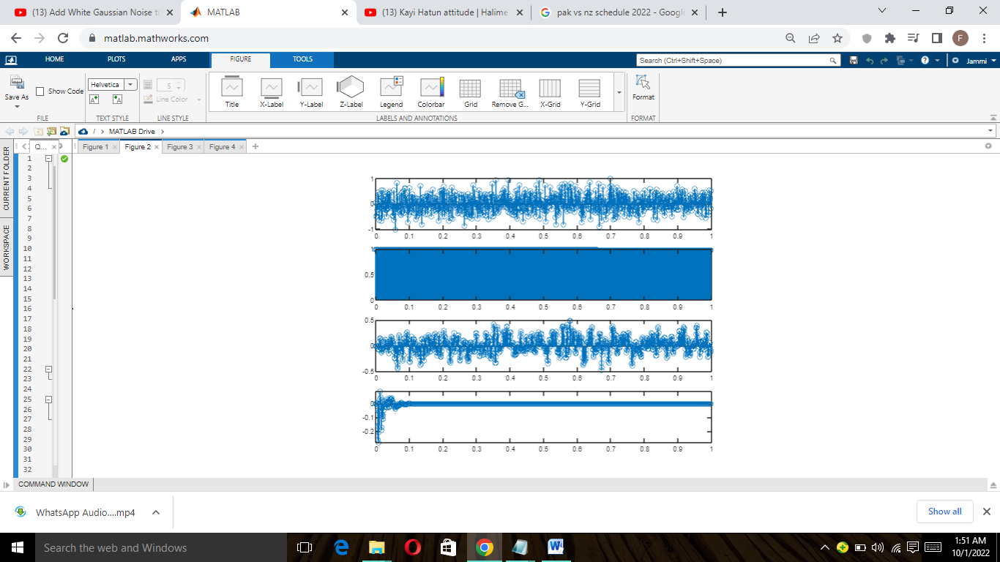 (13) Add White Gaussian Noise to
MATLAB
(13) Kayi Hatun attitude | Halime
pak vs nz schedule 2022 - Google
matlab.mathworks.com
F
HOME PLOTS APPS FIGURE TOOLS
Search (Ctrl+Shift+Space)
Jammi
Save As
Show Code
Helvetica
5
Line Color
Title X-Label Y-Label Z-Label Legend Colorbar Grid Remove G... X-Grid Y-Grid
Format
FILE TEXT STYLE LINE STYLE LABELS AND ANNOTATIONS FORMAT
/ > MATLAB Drive >
CURRENT FOLDER
WORKSPACE
Q...
Figure 1 Figure 2 Figure 3 Figure 4
1
2
3
4
5
6
7
8
9
10
11
12
13
14
15
16
17
18
19
20
21
22
23
24
25
26
27
28
29
30
31
32
1
0
-1
0 0.1 0.2 0.3 0.4 0.5 0.6 0.7 0.8 0.9 1
1
0.5
0
0 0.1 0.2 0.3 0.4 0.5 0.6 0.7 0.8 0.9 1
0.5
0
-0.5
0 0.1 0.2 0.3 0.4 0.5 0.6 0.7 0.8 0.9 1
0
-0.1
-0.2
0 0.1 0.2 0.3 0.4 0.5 0.6 0.7 0.8 0.9 1
COMMAND WINDOW
WhatsApp Audio....mp4
Show all
Search the web and Windows
1:51 AM
10/1/2022